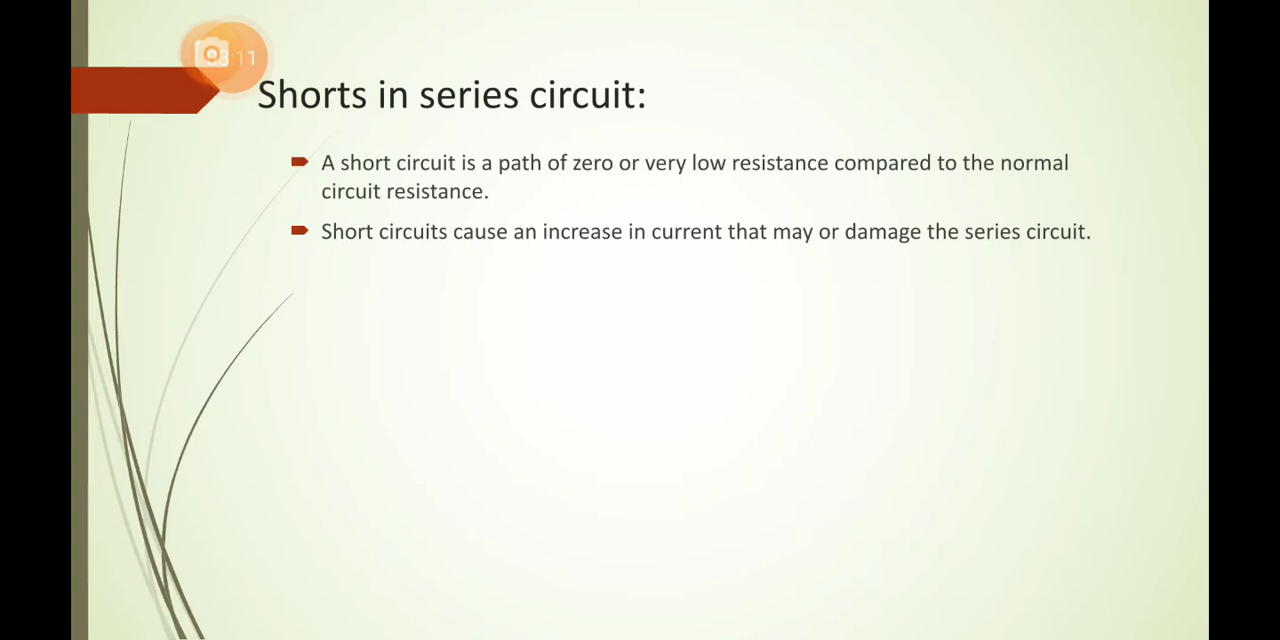 Shorts in series circuit:
A short circuit is a path of zero or very low resistance compared to the normal
circuit resistance.
Short circuits cause an increase in current that may or damage the series circuit.